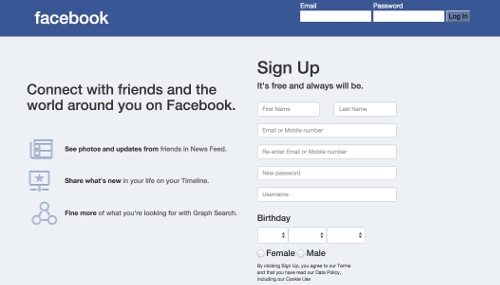 facebook
Email
Password
Log In
Connect with friends and the
world around you on Facebook.
See photos and updates from friends in News Feed.
Share what's new in your life on your Timeline.
Fine more of what you're looking for with Graph Search.
Sign Up
It's free and always will be.
First Name
Last Name
Email or Mobile number
Re-enter Email or Mobile number
New password
Username
Birthday
Female
Male
By clicking Sign Up, you agree to our Terms
and that you have read our Data Policy,
including our Cookie Use